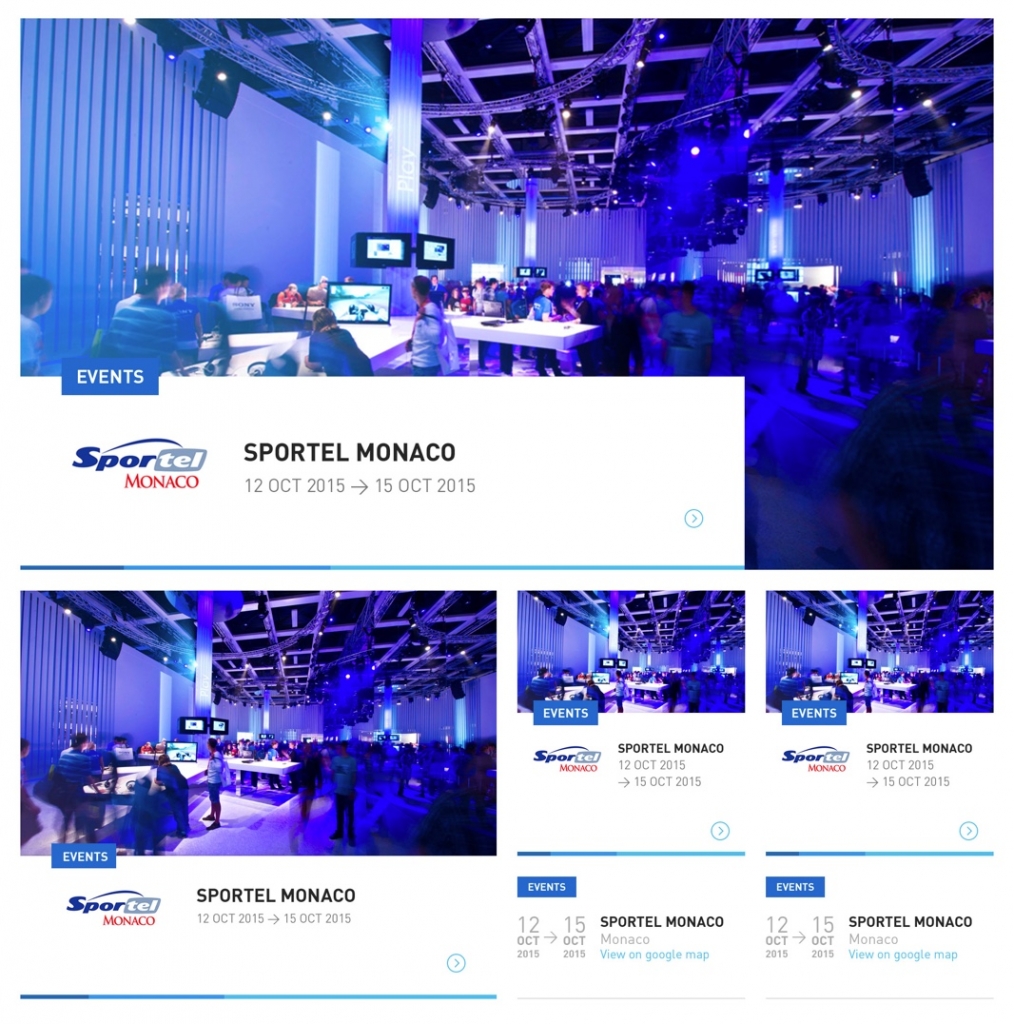 Play
SONY
EVENTS
Sportel
MONACO
SPORTEL MONACO
12 OCT 2015 → 15 OCT 2015
EVENTS
Sportel
MONACO
SPORTEL MONACO
12 OCT 2015 → 15 OCT 2015
EVENTS
Sportel
MONACO
SPORTEL MONACO
12 OCT 2015
→ 15 OCT 2015
EVENTS
Sportel
MONACO
SPORTEL MONACO
12 OCT 2015
→ 15 OCT 2015
EVENTS
12 → 15
OCT OCT
2015 2015
SPORTEL MONACO
Monaco
View on google map
EVENTS
12 → 15
OCT OCT
2015 2015
SPORTEL MONACO
Monaco
View on google map